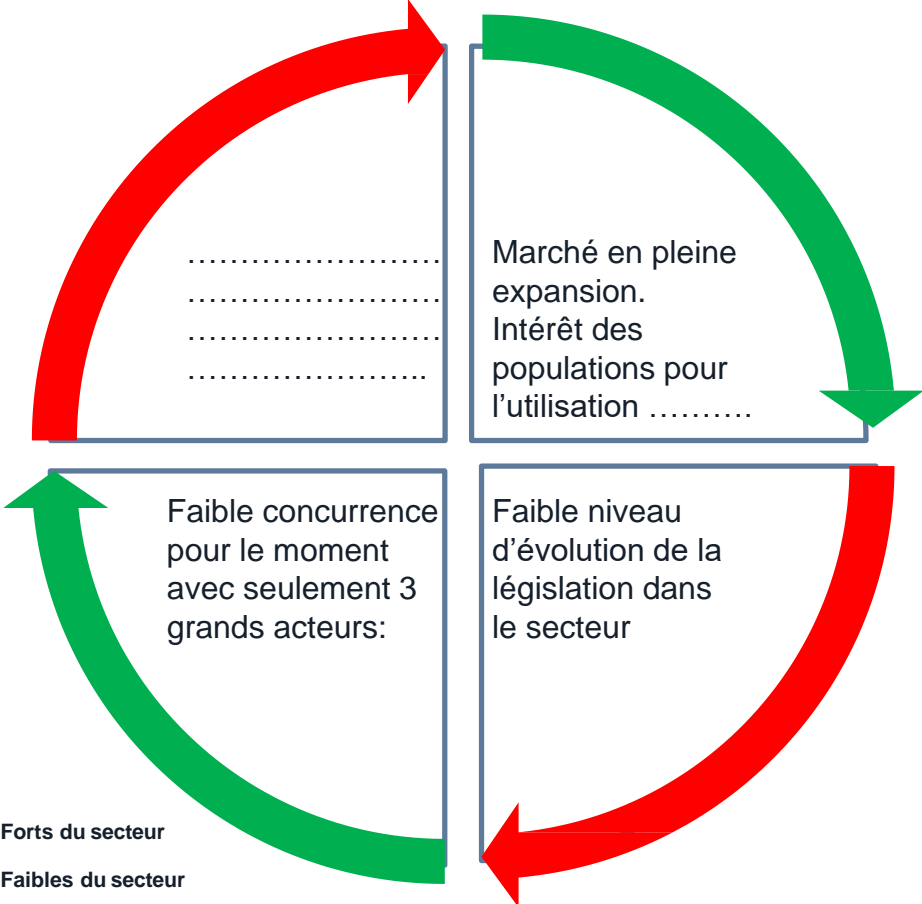 …………………….
…………………….
…………………….
…………………..
Marché en pleine
expansion.
Intérêt des
populations pour
l’utilisation ……….
Faible concurrence
pour le moment
avec seulement 3
grands acteurs:
Faible niveau
d’évolution de la
législation dans
le secteur
Forts du secteur
Faibles du secteur